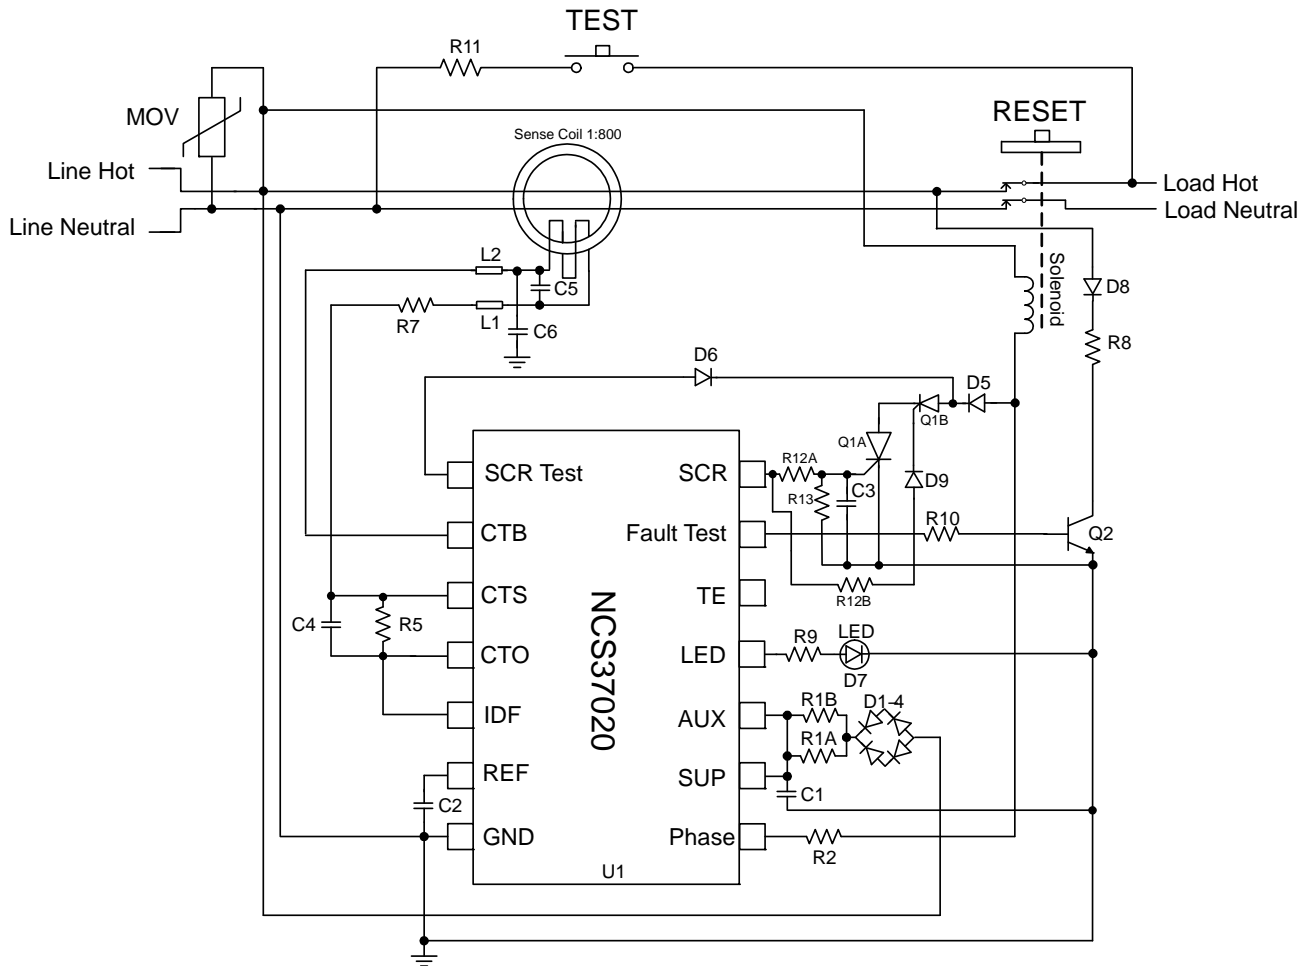 TEST
R11
MOV
RESET
Sense Coil 1:800
Line Hot
Load Hot
Line Neutral
Load Neutral
L2
C5
Solenoid
D8
R7
L1
C6
R8
D6
D5
Q1B
Q1A
SCR Test
SCR
R12A
R13
C3
D9
CTB
Fault Test
R10
Q2
CTS
TE
R12B
C4
R5
NCS37020
CTO
LED
R9
LED
D7
IDF
AUX
R1B
D1-4
R1A
REF
SUP
C1
C2
GND
Phase
R2
U1